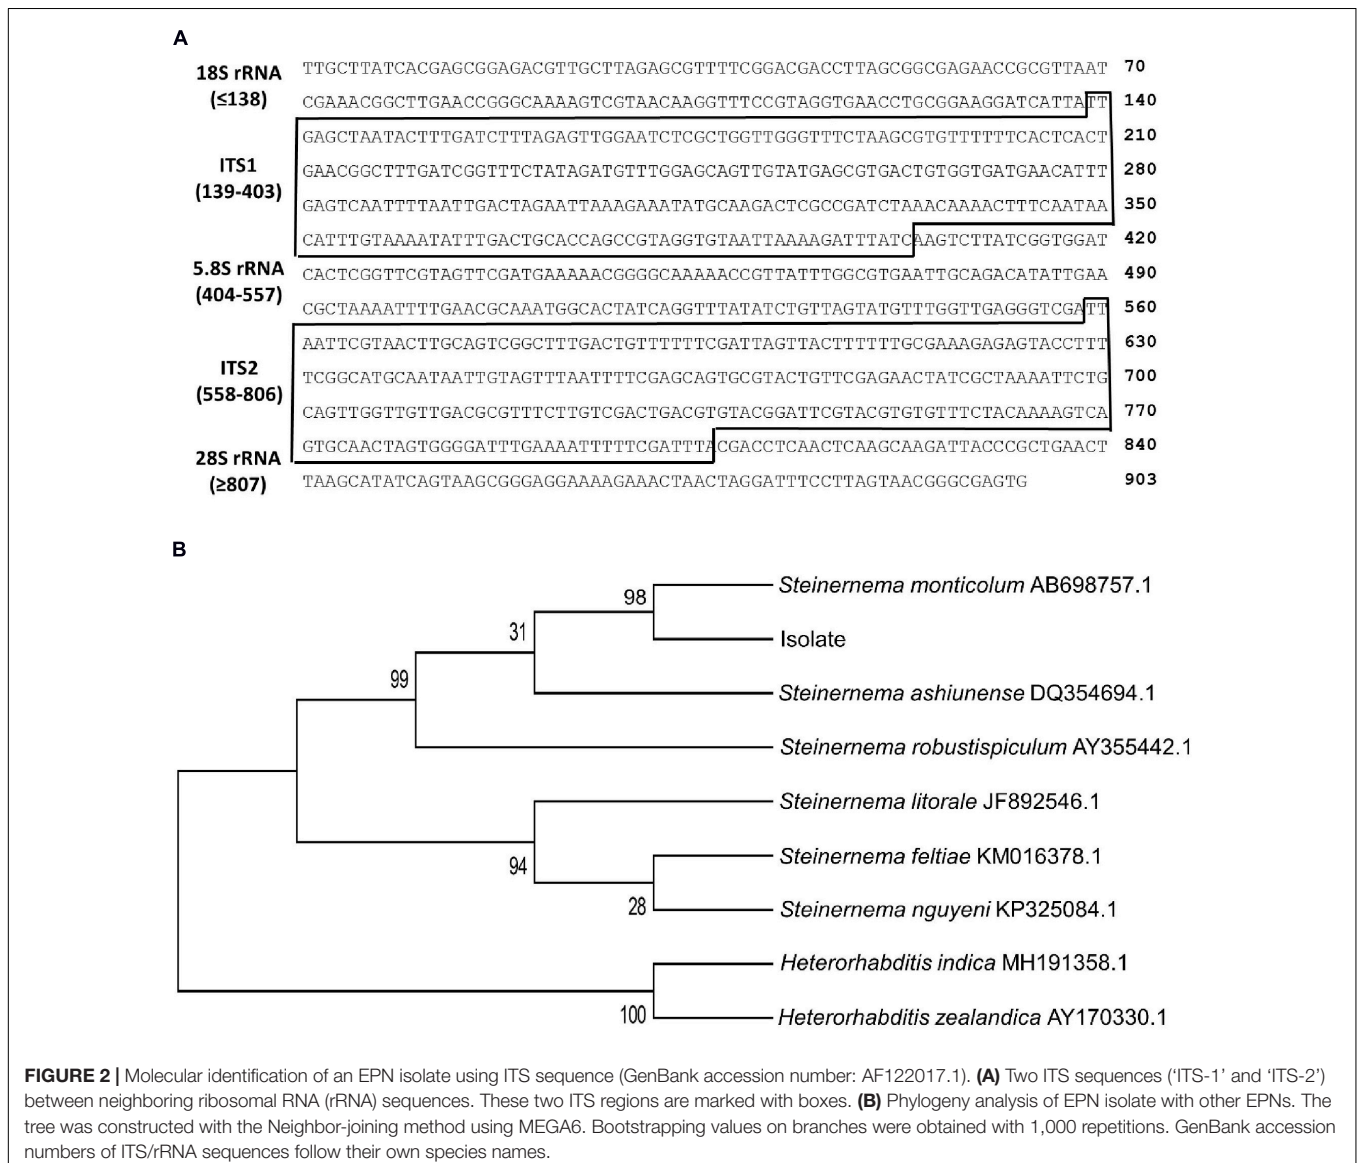 A
18S rRNA
(≤138)
TTGCTTATCACGAGCGGAGACGTTGCTTAGAGCGTTTTCGGACGACCTTAGCGGCGAGAACCGCGTTAAT 70
CGAAACGGCTTGAACCGGGCAAAAGTCGTAACAAGGTTTCCGTAGGTGAACCTGCGGAAGGATCATTATT 140
ITS1
(139-403)
GAGCTAATACTTTGATCTTTAGAGTTGGAATCTCGCTGGTTGGGTTTCTAAGCGTGTTTTTTCACTCACT 210
GAACGGCTTTGATCGGTTTCTATAGATGTTTGGAGCAGTTGTATGAGCGTGACTGTGGTGATGAACATTT 280
GAGTCAATTTTAATTGACTAGAATTAAAGAAATATGCAAGACTCGCCGATCTAAACAAAACTTTCAATAA 350
CATTTGTAAAATATTTGACTGCACCAGCCGTAGGTGTAATTAAAAGATTTATCAAGTCTTATCGGTGGAT 420
5.8S rRNA
(404-557)
CACTCGGTTCGTAGTTCGATGAAAAACGGGGCAAAAACCGTTATTTGGCGTGAATTGCAGACATATTGAA 490
CGCTAAAATTTTGAACGCAAATGGCACTATCAGGTTTATATCTGTTAGTATGTTTGGTTGAGGGTCGATT 560
ITS2
(558-806)
AATTCGTAACTTGCAGTCGGCTTTGACTGTTTTTTCGATTAGTTACTTTTTTGCGAAAGAGAGTACCTTT 630
TCGGCATGCAATAATTGTAGTTTAATTTTCGAGCAGTGCGTACTGTTCGAGAACTATCGCTAAAATTCTG 700
CAGTTGGTTGTTGACGCGTTTCTTGTCGACTGACGTGTACGGATTCGTACGTGTGTTTCTACAAAAGTCA 770
GTGCAACTAGTGGGGATTTGAAAATTTTTCGATTTACGACCTCAACTCAAGCAAGATTACCCGCTGAACT 840
28S rRNA
(≥807)
TAAGCATATCAGTAAGCGGGAGGAAAAGAAACTAACTAGGATTTCCTTAGTAACGGGCGAGTG 903
B
98
31
99
94
28
100
Steinernema monticolum AB698757.1
Isolate
Steinernema ashiunense DQ354694.1
Steinernema robustispiculum AY355442.1
Steinernema litorale JF892546.1
Steinernema feltiae KM016378.1
Steinernema nguyeni KP325084.1
Heterorhabditis indica MH191358.1
Heterorhabditis zealandica AY170330.1
FIGURE 2 | Molecular identification of an EPN isolate using ITS sequence (GenBank accession number: AF122017.1). (A) Two ITS sequences (‘ITS-1’ and ‘ITS-2’)
between neighboring ribosomal RNA (rRNA) sequences. These two ITS regions are marked with boxes. (B) Phylogeny analysis of EPN isolate with other EPNs. The
tree was constructed with the Neighbor-joining method using MEGA6. Bootstrapping values on branches were obtained with 1,000 repetitions. GenBank accession
numbers of ITS/rRNA sequences follow their own species names.